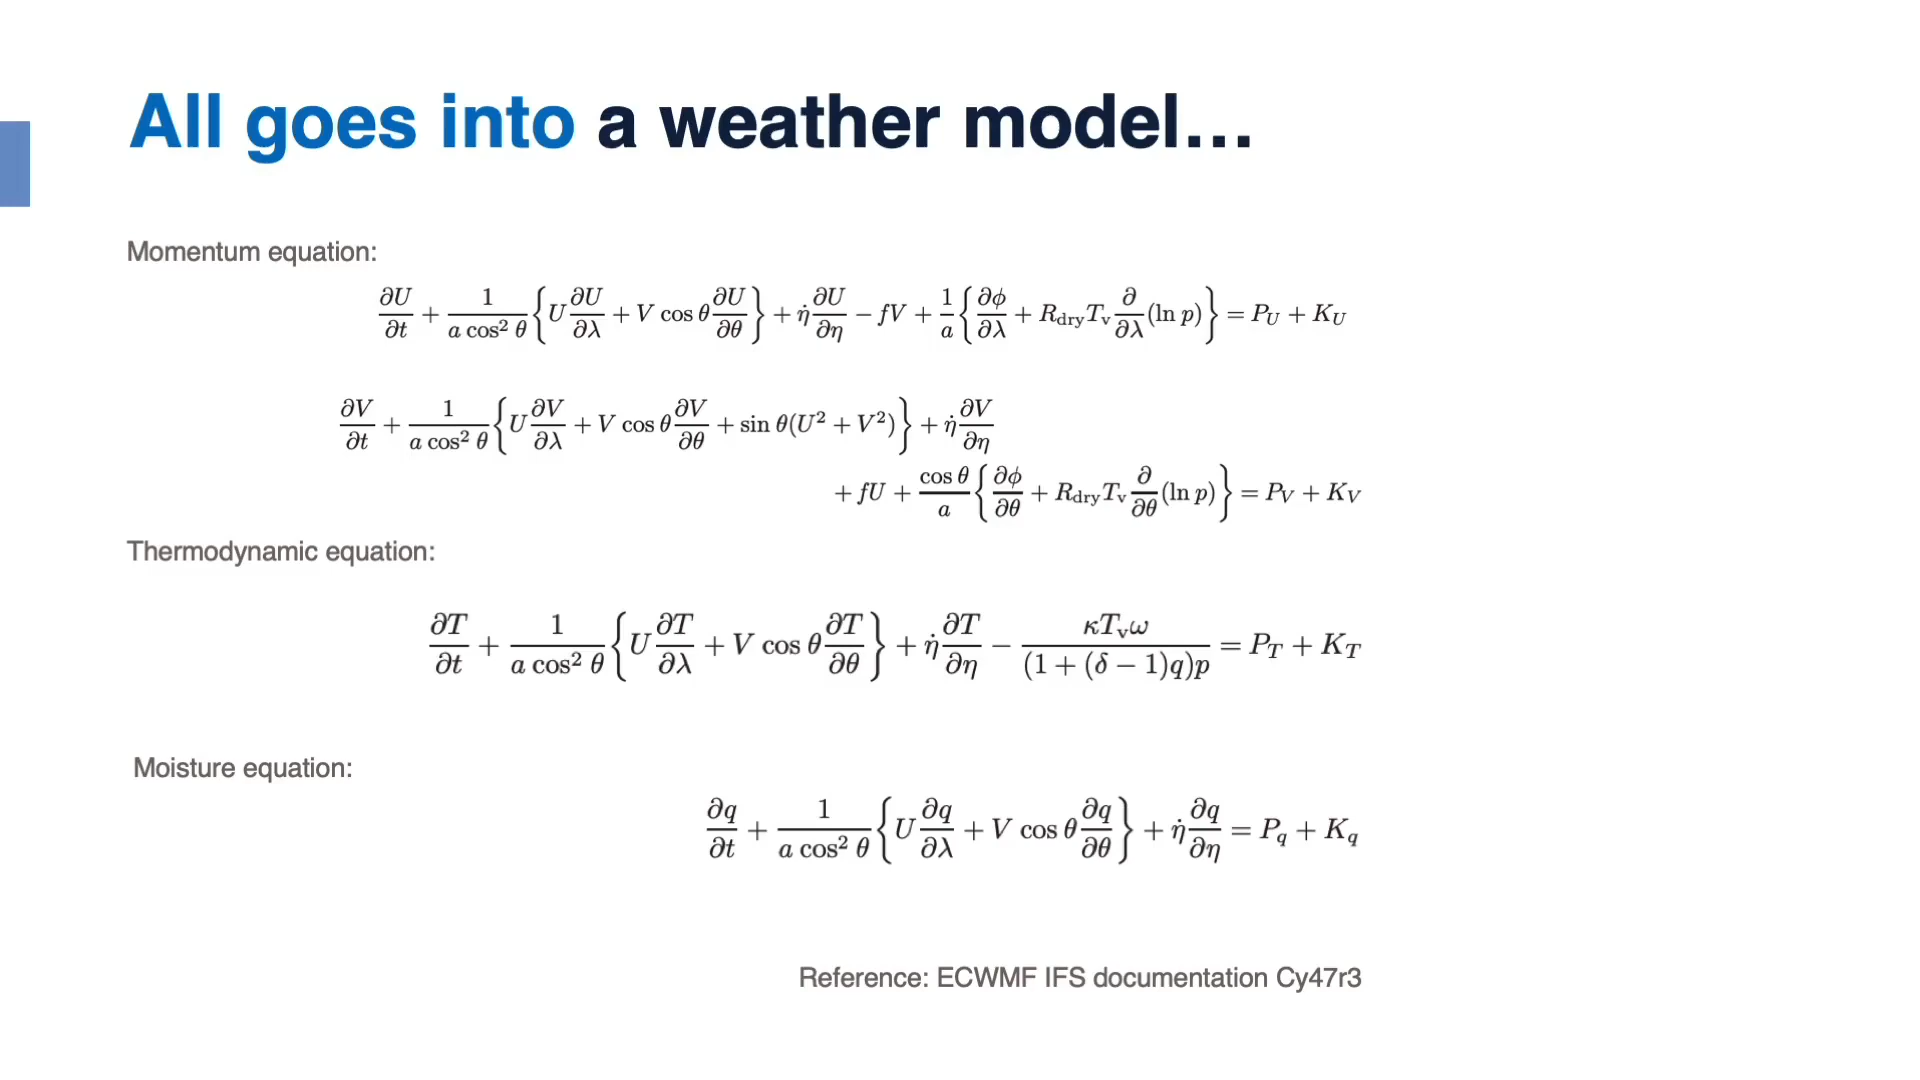 All goes into a weather model…
Momentum equation:
∂U/∂t + 1/(a cos² θ) {U ∂U/∂λ + V cos θ ∂U/∂θ} + η̇ ∂U/∂η − fV + 1/a {∂ϕ/∂λ + R_dry T_v ∂/∂λ (ln p)} = P_U + K_U
∂V/∂t + 1/(a cos² θ) {U ∂V/∂λ + V cos θ ∂V/∂θ + sin θ(U² + V²)} + η̇ ∂V/∂η
+ fU + cos θ/a {∂ϕ/∂θ + R_dry T_v ∂/∂θ (ln p)} = P_V + K_V
Thermodynamic equation:
∂T/∂t + 1/(a cos² θ) {U ∂T/∂λ + V cos θ ∂T/∂θ} + η̇ ∂T/∂η − κT_v ω/((1 + (δ − 1)q)p) = P_T + K_T
Moisture equation:
∂q/∂t + 1/(a cos² θ) {U ∂q/∂λ + V cos θ ∂q/∂θ} + η̇ ∂q/∂η = P_q + K_q
Reference: ECWMF IFS documentation Cy47r3